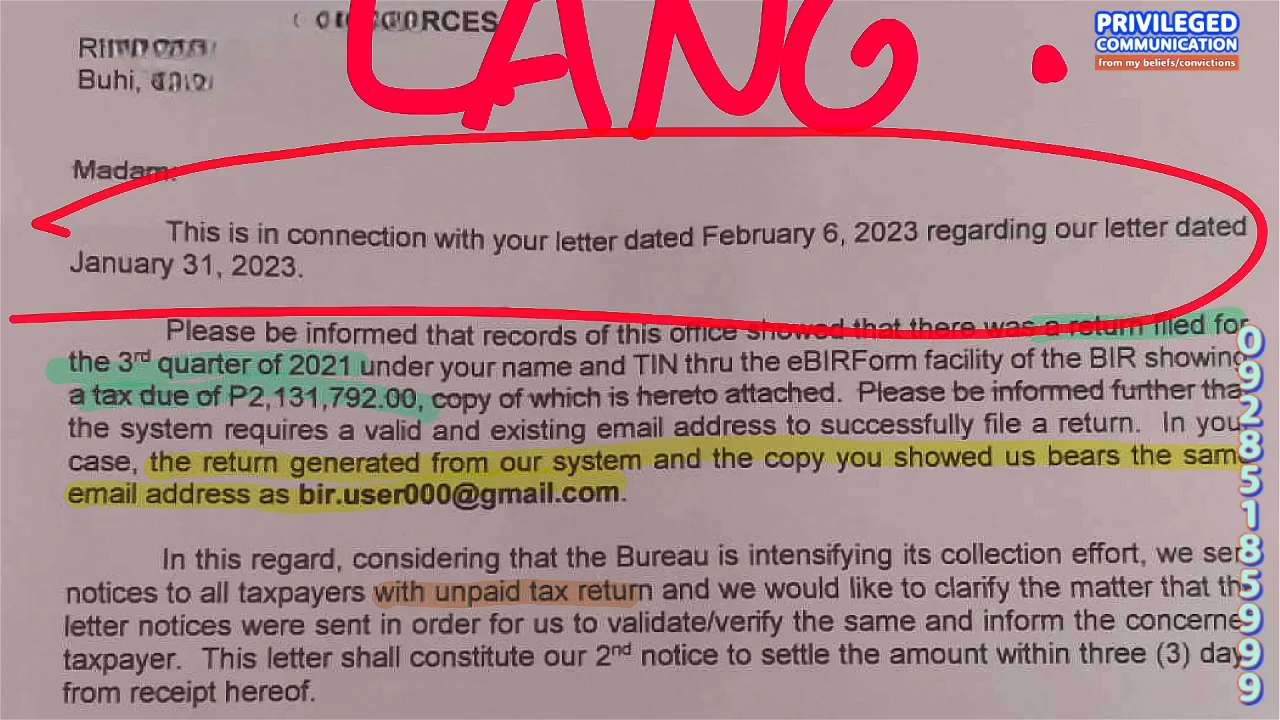 LANG.
PRIVILEGED
COMMUNICATION
from my beliefs/convictions
Buhi,
Madam:
This is in connection with your letter dated February 6, 2023 regarding our letter dated
January 31, 2023.
Please be informed that records of this office showed that there was a return filed for
the 3rd quarter of 2021 under your name and TIN thru the eBIRForm facility of the BIR showing
a tax due of P2,131,792.00, copy of which is hereto attached. Please be informed further tha
the system requires a valid and existing email address to successfully file a return. In you
case, the return generated from our system and the copy you showed us bears the sam
email address as bir.user000@gmail.com.
In this regard, considering that the Bureau is intensifying its collection effort, we sen
notices to all taxpayers with unpaid tax return and we would like to clarify the matter that th
letter notices were sent in order for us to validate/verify the same and inform the concerne
taxpayer. This letter shall constitute our 2nd notice to settle the amount within three (3) day
from receipt hereof.
09285185999